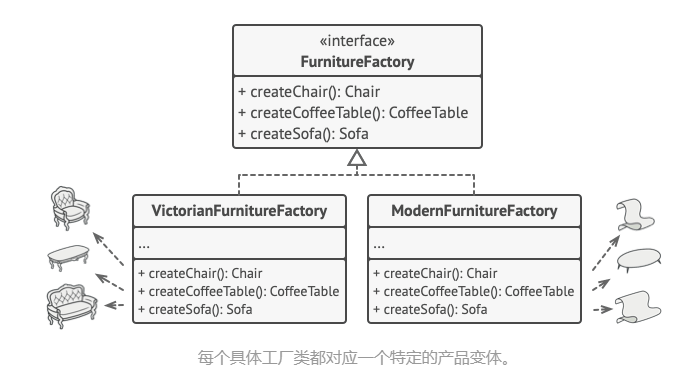 «interface»
FurnitureFactory
+ createChair(): Chair
+ createCoffeeTable(): CoffeeTable
+ createSofa(): Sofa
VictorianFurnitureFactory
...
+ createChair(): Chair
+ createCoffeeTable(): CoffeeTable
+ createSofa(): Sofa
ModernFurnitureFactory
...
+ createChair(): Chair
+ createCoffeeTable(): CoffeeTable
+ createSofa(): Sofa
每个具体工厂类都对应一个特定的产品变体。